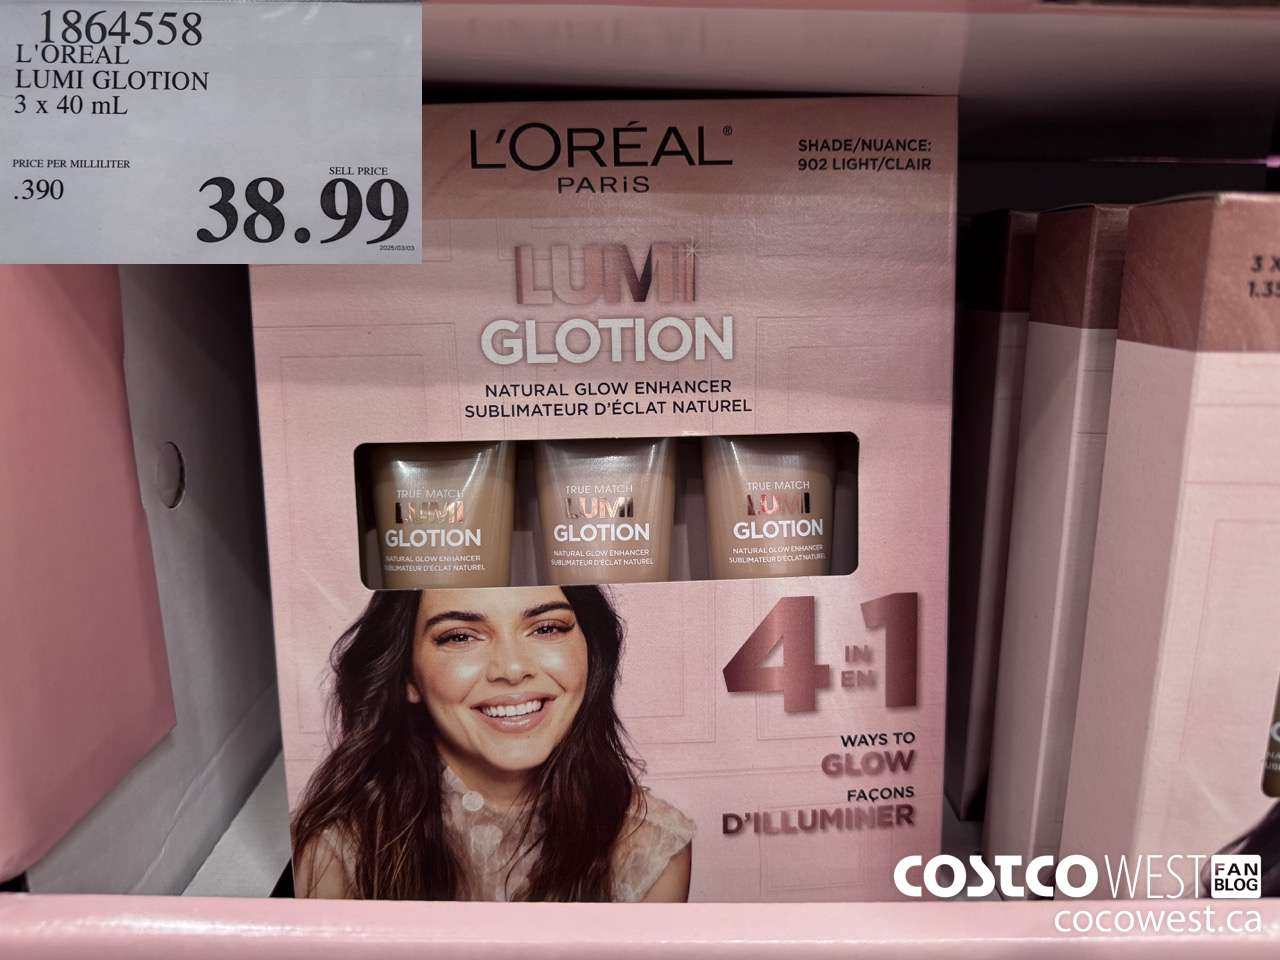 1864558
L'OREAL
LUMI GLOTION
3 x 40 mL
PRICE PER MILLILITER
.390
SELL PRICE
38.99
2025/03/03
L'ORÉAL®
PARiS
SHADE/NUANCE:
902 LIGHT/CLAIR
LUMI
GLOTION
NATURAL GLOW ENHANCER
SUBLIMATEUR D'ÉCLAT NATUREL
TRUE MATCH
LUMI
GLOTION
NATURAL GLOW ENHANCER
SUBLIMATEUR D'ÉCLAT NATUREL
TRUE MATCH
LUMI
GLOTION
NATURAL GLOW ENHANCER
SUBLIMATEUR D'ÉCLAT NATUREL
TRUE MATCH
LUMI
GLOTION
NATURAL GLOW ENHANCER
SUBLIMATEUR D'ÉCLAT NATUREL
4 IN 1
EN
WAYS TO
GLOW
FAÇONS
D'ILLUMINER
3 X
COSTCO WEST FAN BLOG
cocowest.ca